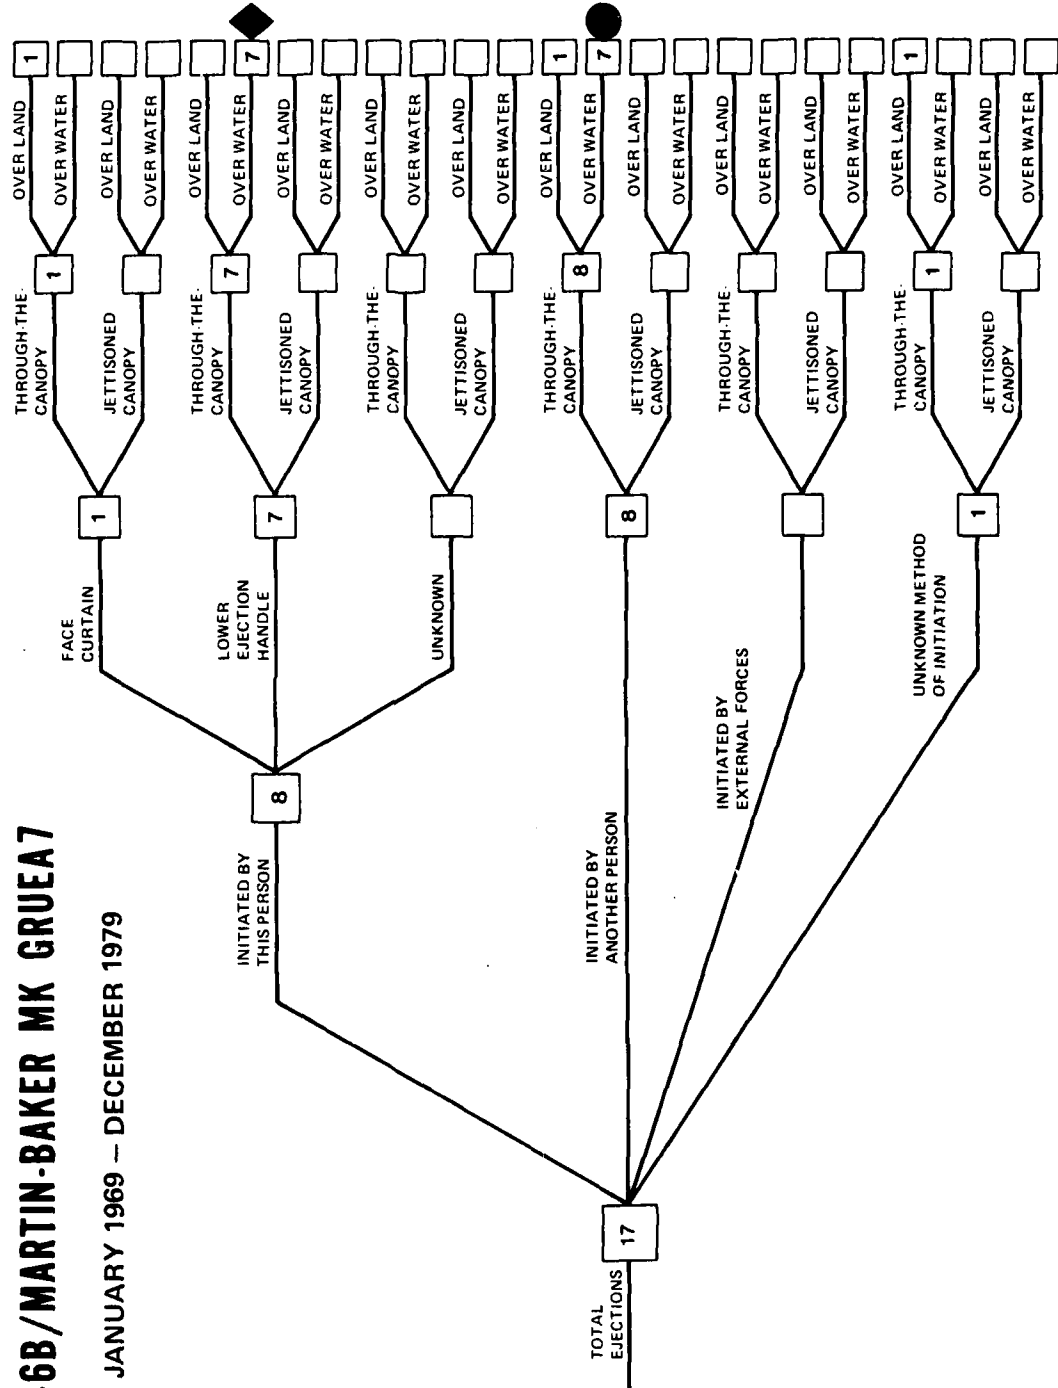 6B/MARTIN-BAKER MK GRUEA7
JANUARY 1969 – DECEMBER 1979
TOTAL
EJECTIONS
17
INITIATED BY
THIS PERSON
8
FACE
CURTAIN
1
THROUGH-THE-
CANOPY
1
OVER LAND
1
OVER WATER
JETTISONED
CANOPY
OVER LAND
OVER WATER
LOWER
EJECTION
HANDLE
7
THROUGH-THE-
CANOPY
7
OVER LAND
OVER WATER
7
JETTISONED
CANOPY
OVER LAND
OVER WATER
UNKNOWN
THROUGH-THE-
CANOPY
OVER LAND
OVER WATER
JETTISONED
CANOPY
OVER LAND
OVER WATER
INITIATED BY
ANOTHER PERSON
8
THROUGH-THE-
CANOPY
8
OVER LAND
1
OVER WATER
7
JETTISONED
CANOPY
OVER LAND
OVER WATER
INITIATED BY
EXTERNAL FORCES
THROUGH-THE-
CANOPY
OVER LAND
OVER WATER
JETTISONED
CANOPY
OVER LAND
OVER WATER
UNKNOWN METHOD
OF INITIATION
1
THROUGH-THE-
CANOPY
1
OVER LAND
1
OVER WATER
JETTISONED
CANOPY
OVER LAND
OVER WATER